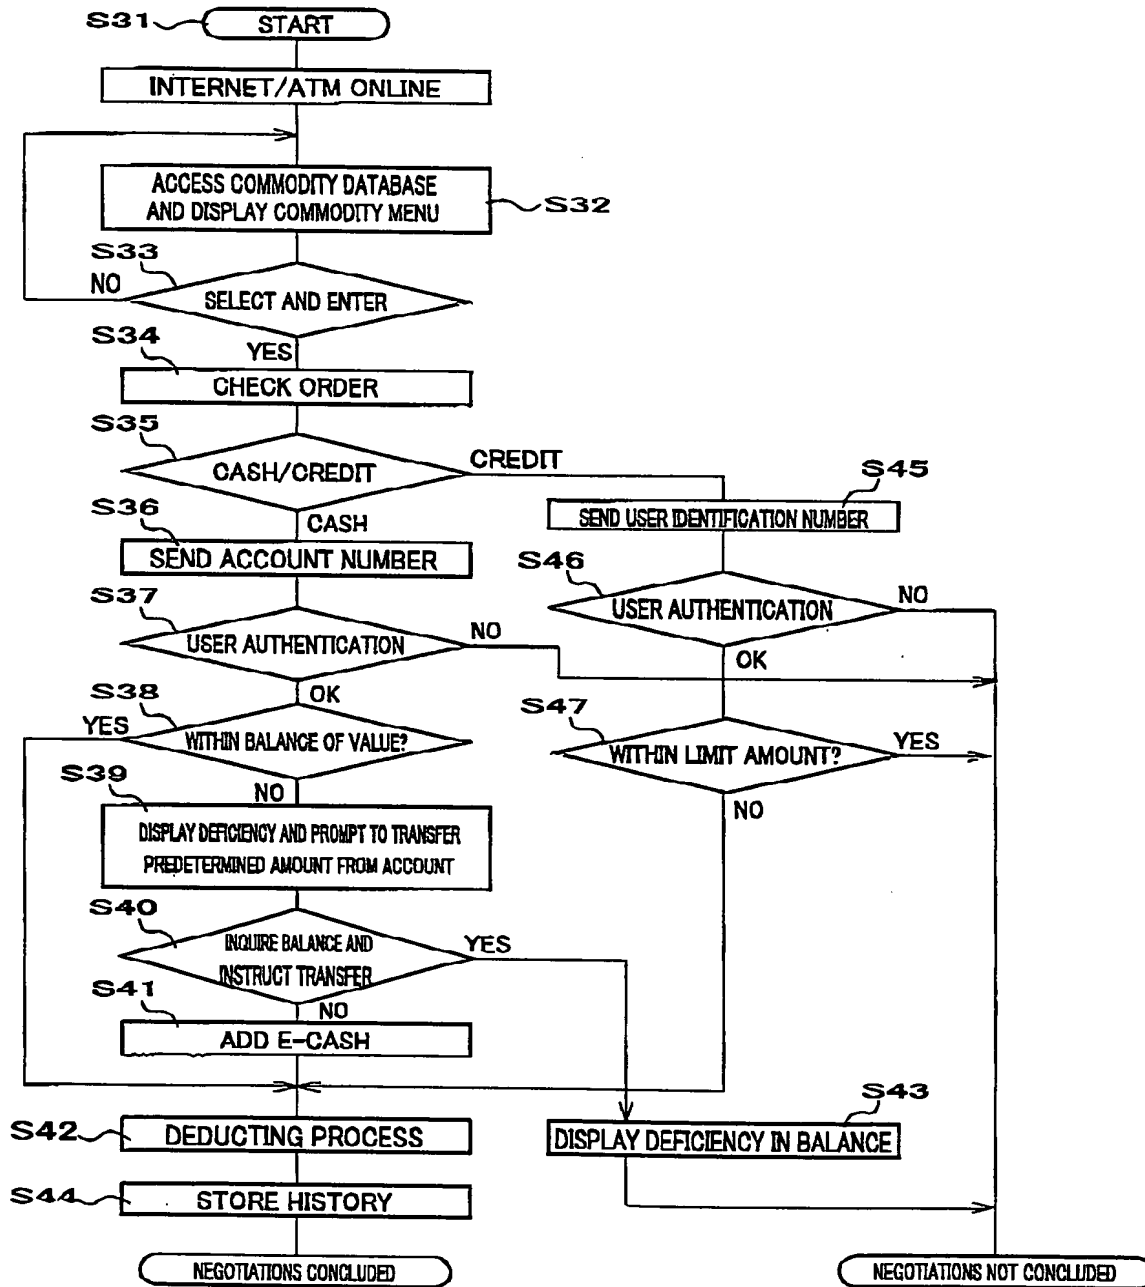 S31
START
INTERNET/ATM ONLINE
ACCESS COMMODITY DATABASE
AND DISPLAY COMMODITY MENU
S32
S33
NO
SELECT AND ENTER
YES
S34
CHECK ORDER
S35
CASH/CREDIT
CREDIT
CASH
S36
SEND ACCOUNT NUMBER
S45
SEND USER IDENTIFICATION NUMBER
S37
USER AUTHENTICATION
NO
OK
S46
USER AUTHENTICATION
NO
OK
S38
YES
WITHIN BALANCE OF VALUE?
NO
S47
WITHIN LIMIT AMOUNT?
YES
NO
S39
DISPLAY DEFICIENCY AND PROMPT TO TRANSFER
PREDETERMINED AMOUNT FROM ACCOUNT
S40
INQUIRE BALANCE AND
INSTRUCT TRANSFER
YES
NO
S41
ADD E-CASH
S42
DEDUCTING PROCESS
S43
DISPLAY DEFICIENCY IN BALANCE
S44
STORE HISTORY
NEGOTIATIONS CONCLUDED
NEGOTIATIONS NOT CONCLUDED